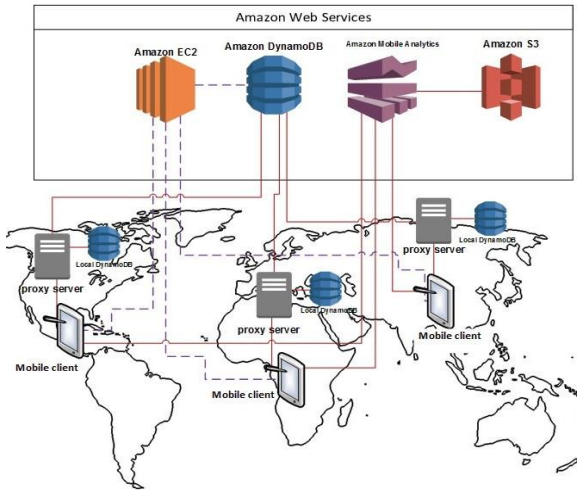 Amazon Web Services
Amazon EC2
Amazon DynamoDB
Amazon Mobile Analytics
Amazon S3
proxy server
Local DynamoDB
Mobile client
proxy server
Local DynamoDB
Mobile client
proxy server
Local DynamoDB
Mobile client